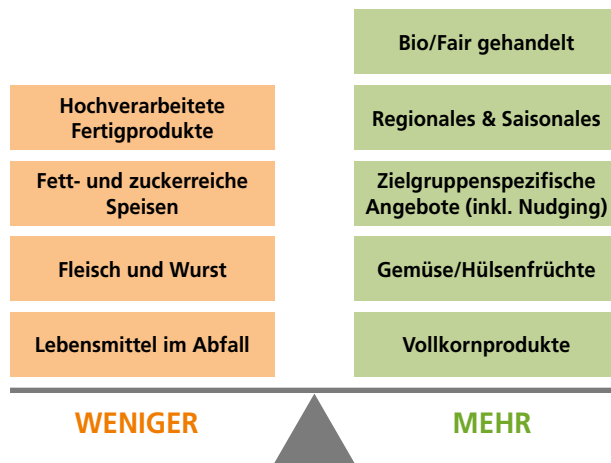 Bio/Fair gehandelt
Hochverarbeitete
Fertigprodukte
Regionales & Saisonales
Fett- und zuckerreiche
Speisen
Zielgruppenspezifische
Angebote (inkl. Nudging)
Fleisch und Wurst
Gemüse/Hülsenfrüchte
Lebensmittel im Abfall
Vollkornprodukte
WENIGER
MEHR